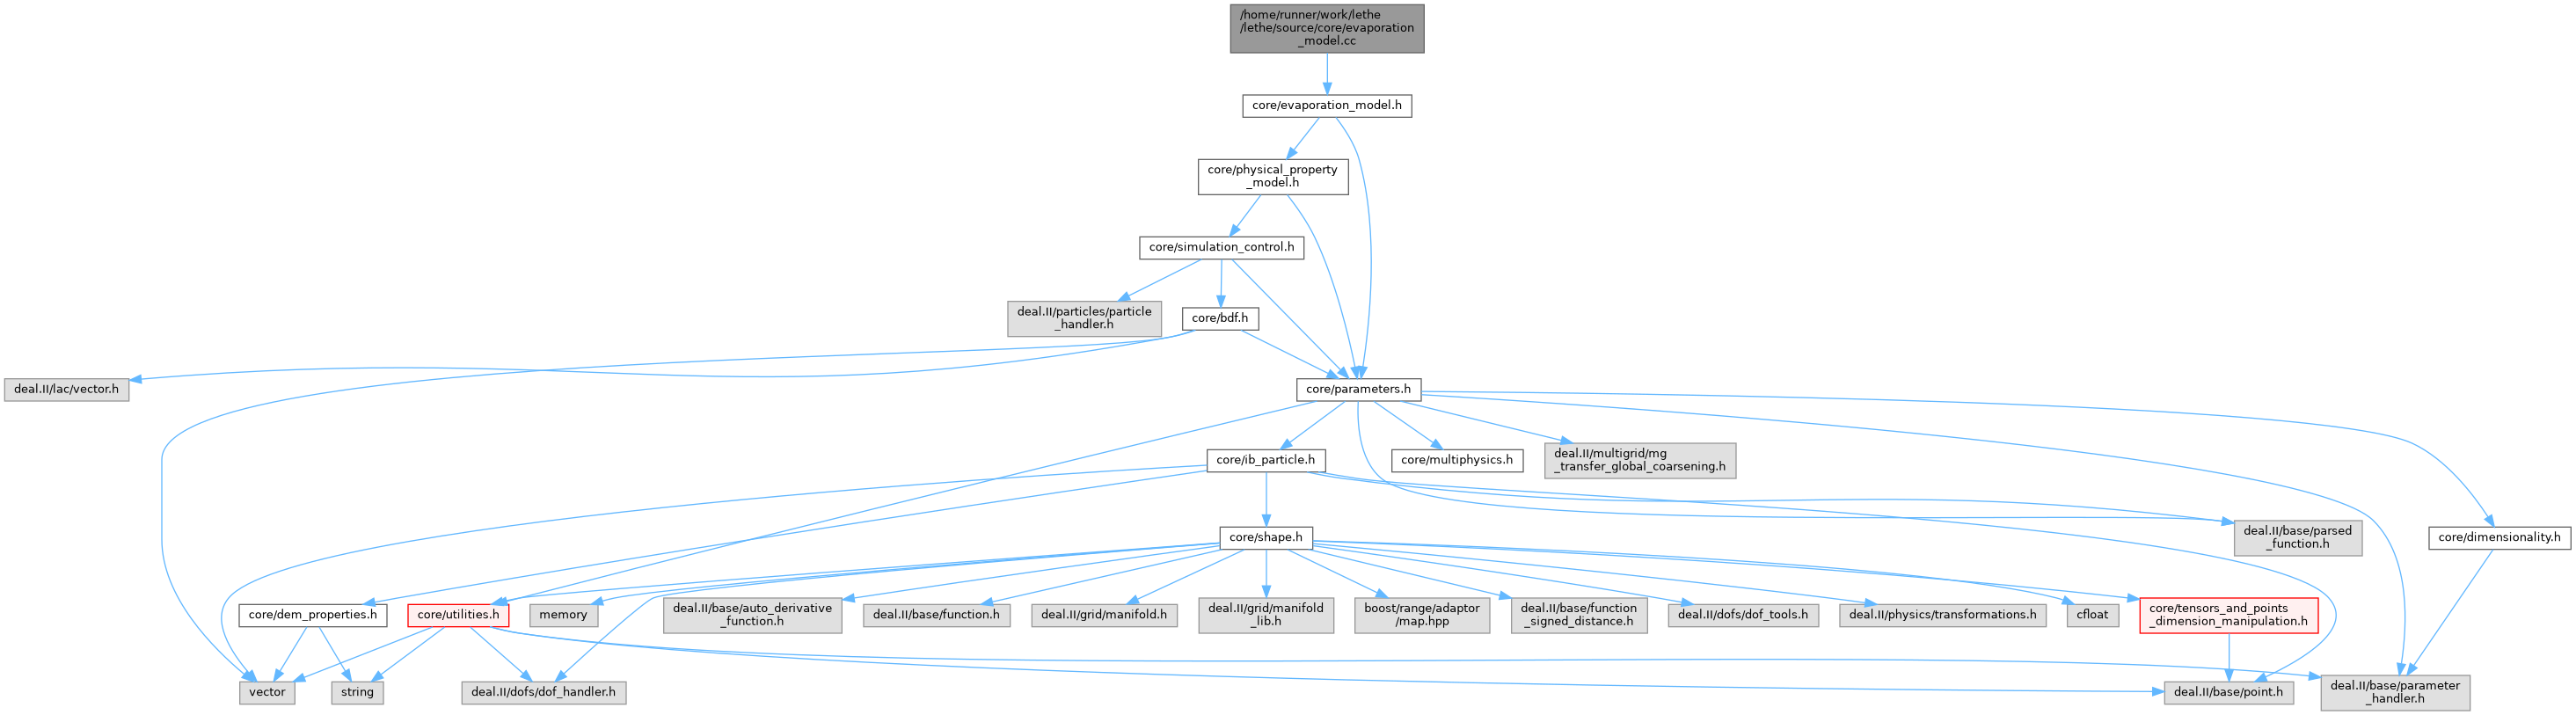 /home/runner/work/lethe
/lethe/source/core/evaporation
_model.cc
core/evaporation_model.h
core/physical_property
_model.h
core/simulation_control.h
deal.II/particles/particle
_handler.h
core/bdf.h
deal.II/lac/vector.h
core/parameters.h
core/ib_particle.h
core/multiphysics.h
deal.II/multigrid/mg
_transfer_global_coarsening.h
core/shape.h
deal.II/base/parsed
_function.h
core/dimensionality.h
core/dem_properties.h
core/utilities.h
memory
deal.II/base/auto_derivative
_function.h
deal.II/base/function.h
deal.II/grid/manifold.h
deal.II/grid/manifold
_lib.h
boost/range/adaptor
/map.hpp
deal.II/base/function
_signed_distance.h
deal.II/dofs/dof_tools.h
deal.II/physics/transformations.h
cfloat
core/tensors_and_points
_dimension_manipulation.h
vector
string
deal.II/dofs/dof_handler.h
deal.II/base/point.h
deal.II/base/parameter
_handler.h